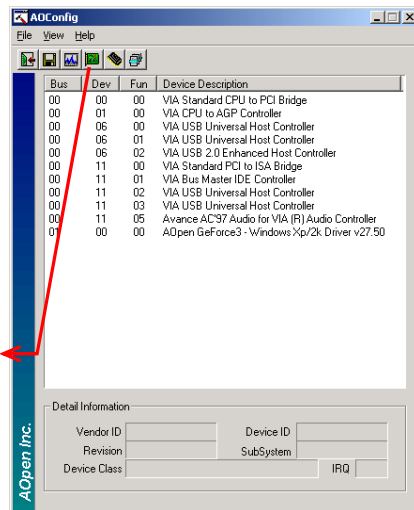 AOConfig
File View Help
Bus Dev Fun Device Description
00 00 00 VIA Standard CPU to PCI Bridge
00 01 00 VIA CPU to AGP Controller
00 06 00 VIA USB Universal Host Controller
00 06 01 VIA USB Universal Host Controller
00 06 02 VIA USB 2.0 Enhanced Host Controller
00 11 00 VIA Standard PCI to ISA Bridge
00 11 01 VIA Bus Master IDE Controller
00 11 02 VIA USB Universal Host Controller
00 11 03 VIA USB Universal Host Controller
00 11 05 Avance AC'97 Audio for VIA (R) Audio Controller
01 00 00 AOpen GeForce3 - Windows Xp/2k Driver v27.50
Detail Information
Vendor ID Device ID
Revision SubSystem
Device Class IRQ
AOpen Inc.